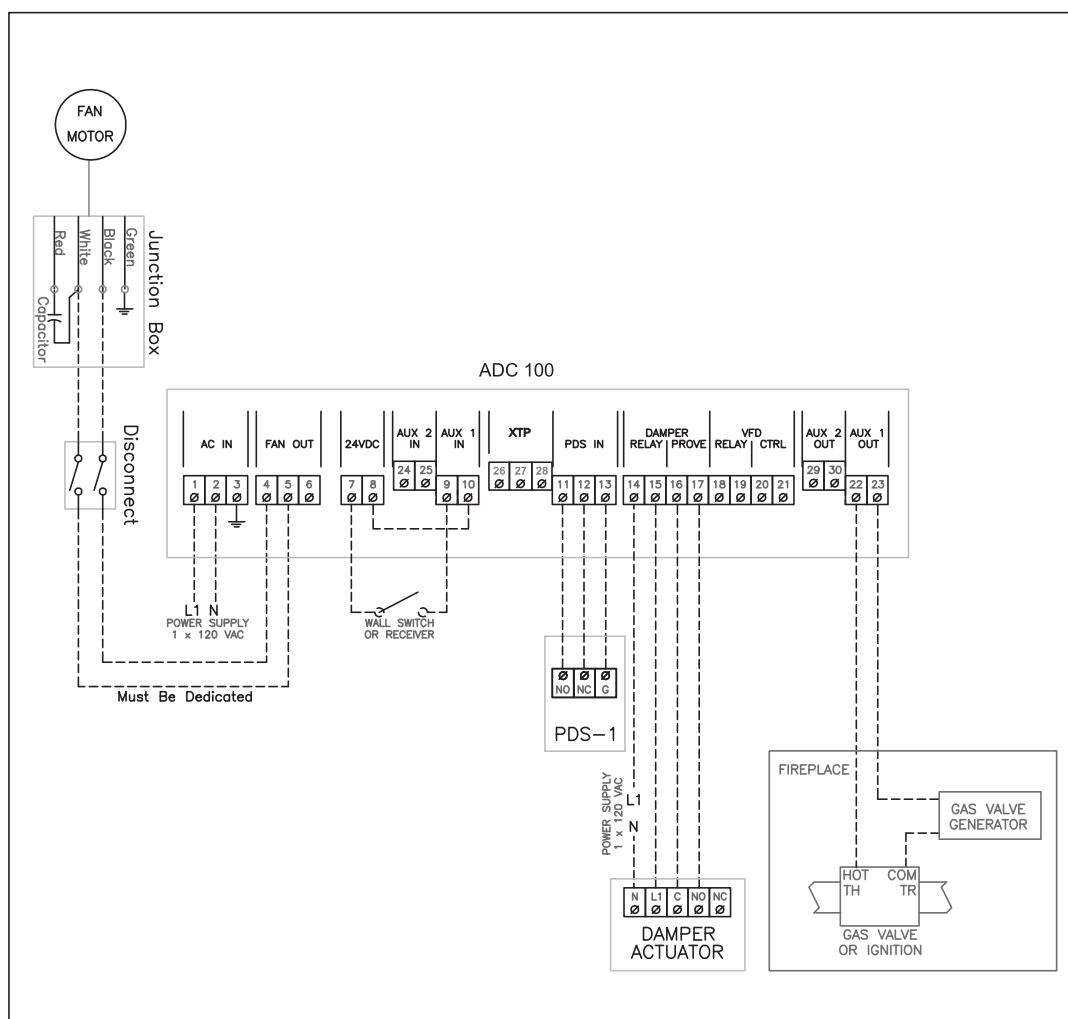 FAN
MOTOR
Red
White
Black
Green
Capacitor
Junction Box
Disconnect
ADC 100
AC IN
FAN OUT
24VDC
AUX 2
IN
AUX 1
IN
XTP
PDS IN
DAMPER
RELAY PROVE
VFD
RELAY CTRL
AUX 2
OUT
AUX 1
OUT
24 25
26 27 28
29 30
1 2 3
4 5 6
7 8
9 10
11 12 13
14 15 16 17 18 19 20 21
22 23
L1 N
POWER SUPPLY
1 x 120 VAC
WALL SWITCH
OR RECEIVER
Must Be Dedicated
NO NC G
PDS-1
POWER SUPPLY
1 x 120 VAC
L1
N
N L1 C NO NC
DAMPER
ACTUATOR
FIREPLACE
GAS VALVE
GENERATOR
HOT COM
TH TR
GAS VALVE
OR IGNITION